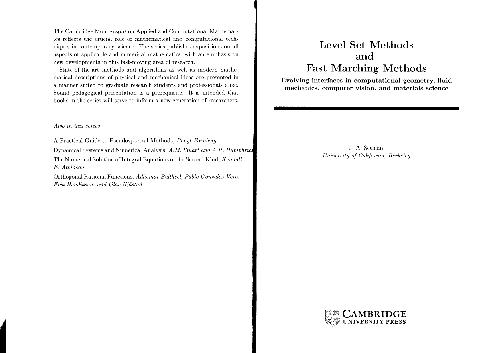 The Cambridge Monographs on Applied and Computational Mathematics
reflects the crucial role of mathematical and computational tech-
niques in contemporary science. The series publishes expositions on all
aspects of applicable and numerical mathematics, with an emphasis on
new developments in this fast-moving area of research.
State-of-the-art methods and algorithms as well as modern mathe-
matical descriptions of physical and mechanical ideas are presented in
a manner suited to graduate research students and professionals alike.
Sound pedagogical presentation is a prerequisite. It is intended that
books in the series will serve to inform a new generation of researchers.
Also in this series
A Practical Guide to Pseudospectral Methods,
Dynamical Systems and Numerical Analysis, A.M. Stuart and A.R. Humphries
The Numerical Solution of Integral Equations of the Second Kind, Kendall
E. Atkinson
Orthogonal Rational Functions, Adhemar Bultheel, Pablo González-Vera,
Erik Hendriksen, and Olav Njåstad
Level Set Methods
and
Fast Marching Methods
Evolving interfaces in computational geometry, fluid
mechanics, computer vision, and materials science
J. A. Sethian
University of California, Berkeley
CAMBRIDGE
UNIVERSITY PRESS